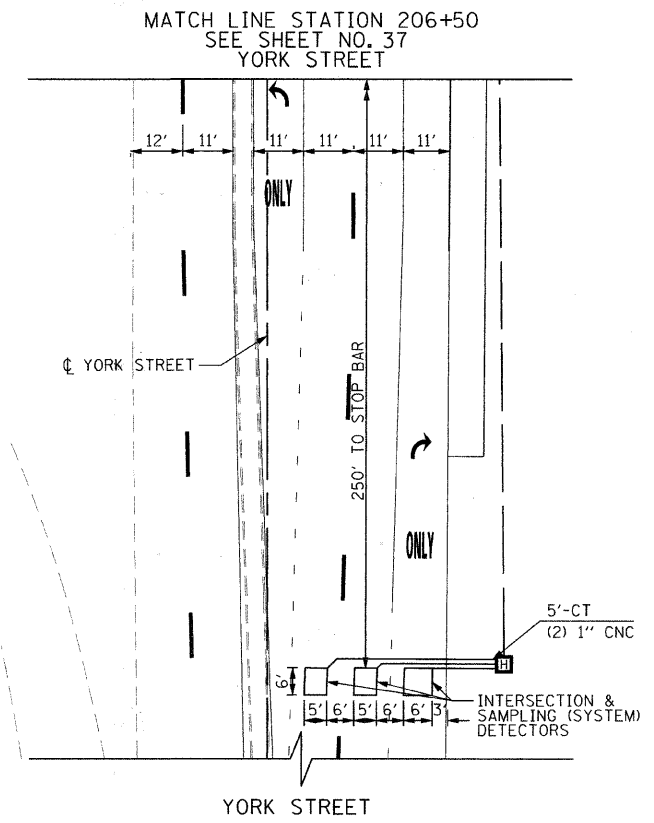 MATCH LINE STATION 206+50
SEE SHEET NO. 37
YORK STREET
12' 11' 11' 11' 11' 11'
ONLY
℄ YORK STREET
250' TO STOP BAR
ONLY
5'-CT
(2) 1" CNC
H
6'
5' 6' 5' 6' 6' 3'
INTERSECTION &
SAMPLING (SYSTEM)
DETECTORS
YORK STREET